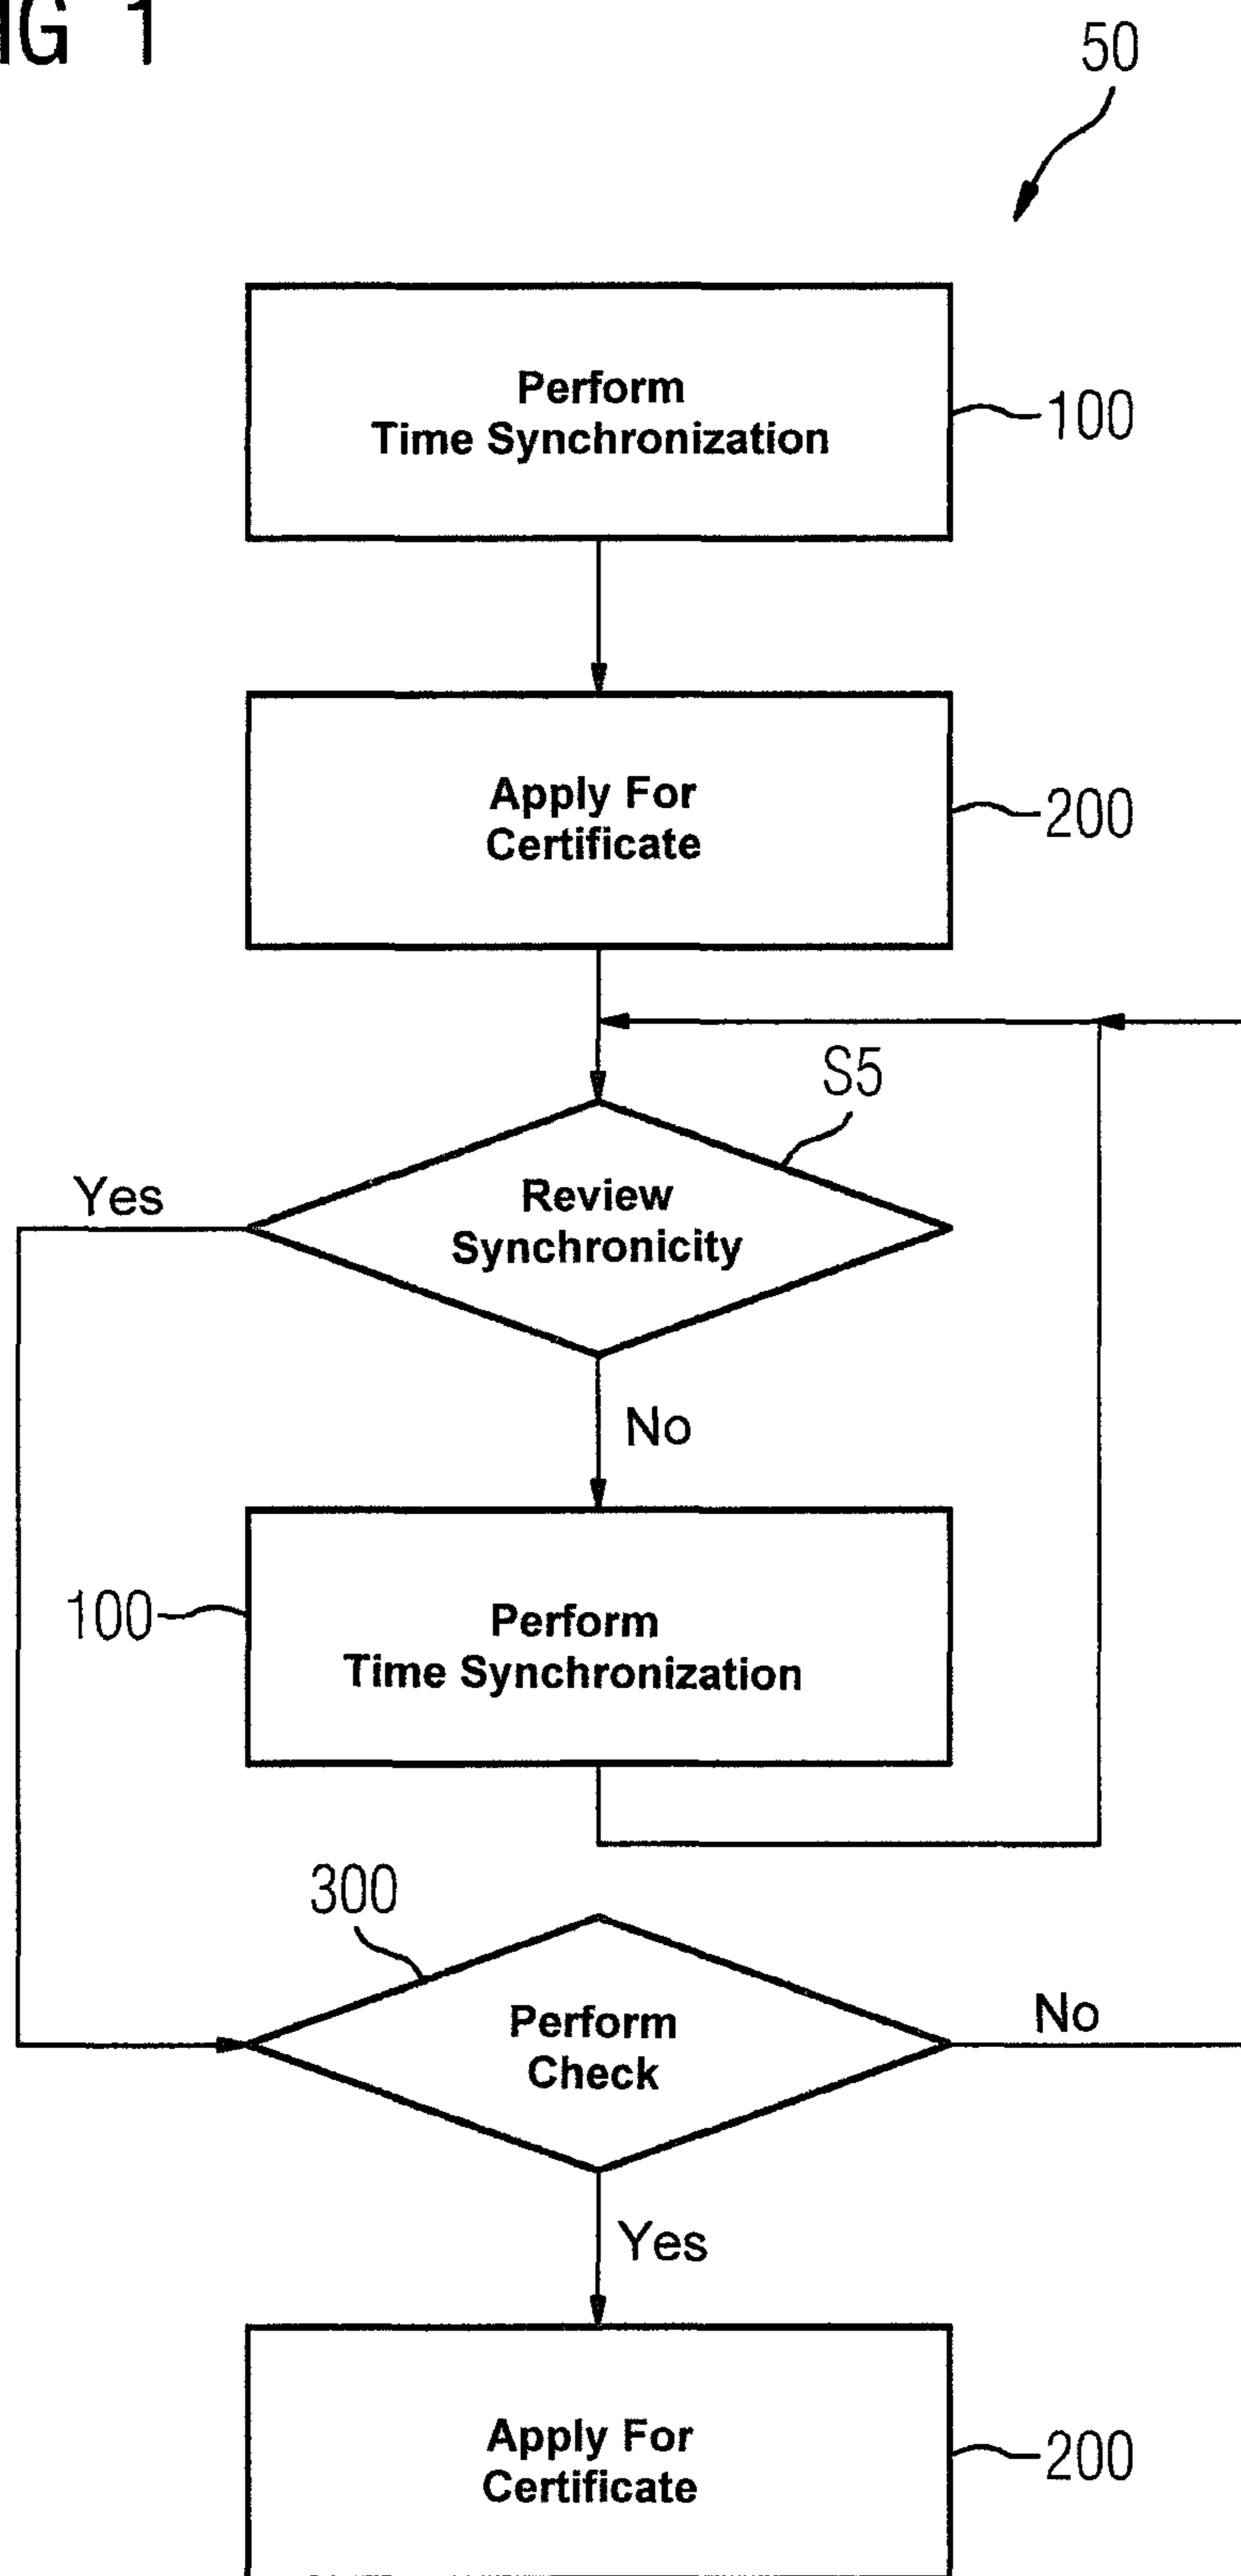 1
50
Perform
Time Synchronization
100
Apply For
Certificate
200
S5
Yes
Review
Synchronicity
No
100
Perform
Time Synchronization
300
Perform
Check
No
Yes
Apply For
Certificate
200